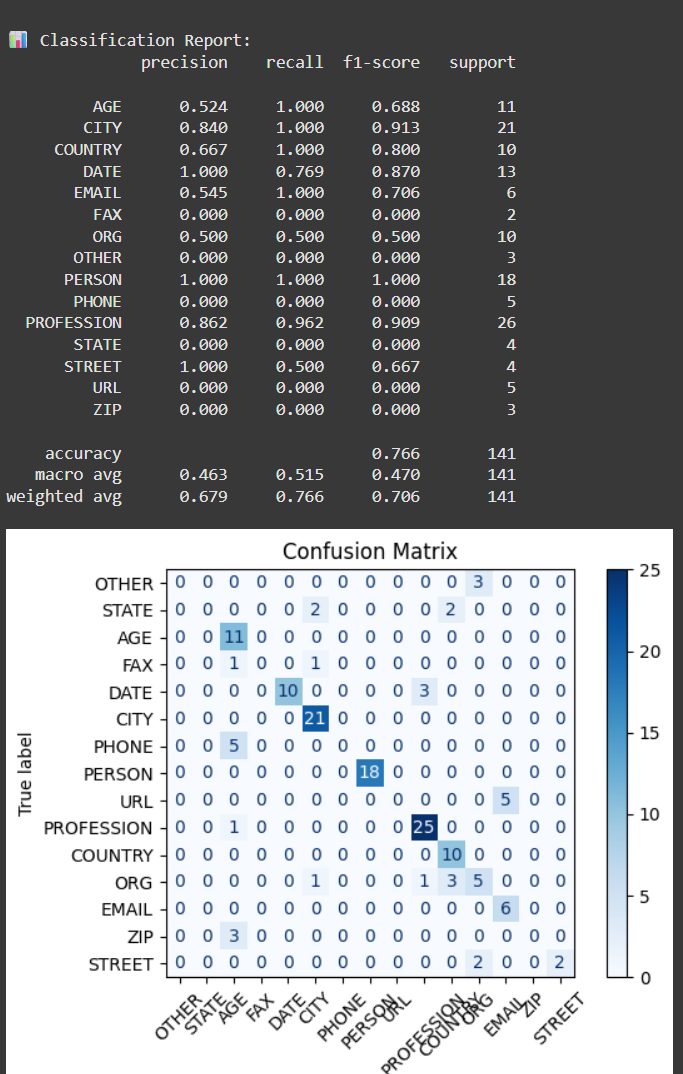 📊 Classification Report:
precision recall f1-score support
AGE 0.524 1.000 0.688 11
CITY 0.840 1.000 0.913 21
COUNTRY 0.667 1.000 0.800 10
DATE 1.000 0.769 0.870 13
EMAIL 0.545 1.000 0.706 6
FAX 0.000 0.000 0.000 2
ORG 0.500 0.500 0.500 10
OTHER 0.000 0.000 0.000 3
PERSON 1.000 1.000 1.000 18
PHONE 0.000 0.000 0.000 5
PROFESSION 0.862 0.962 0.909 26
STATE 0.000 0.000 0.000 4
STREET 1.000 0.500 0.667 4
URL 0.000 0.000 0.000 5
ZIP 0.000 0.000 0.000 3
accuracy 0.766 141
macro avg 0.463 0.515 0.470 141
weighted avg 0.679 0.766 0.706 141
Confusion Matrix
True label
OTHER 0 0 0 0 0 0 0 0 0 0 0 3 0 0 0
STATE 0 0 0 0 0 2 0 0 0 0 2 0 0 0 0
AGE 0 0 11 0 0 0 0 0 0 0 0 0 0 0 0
FAX 0 0 1 0 0 1 0 0 0 0 0 0 0 0 0
DATE 0 0 0 0 10 0 0 0 0 3 0 0 0 0 0
CITY 0 0 0 0 0 21 0 0 0 0 0 0 0 0 0
PHONE 0 0 5 0 0 0 0 0 0 0 0 0 0 0 0
PERSON 0 0 0 0 0 0 0 18 0 0 0 0 0 0 0
URL 0 0 0 0 0 0 0 0 0 0 0 0 5 0 0
PROFESSION 0 0 1 0 0 0 0 0 0 25 0 0 0 0 0
COUNTRY 0 0 0 0 0 0 0 0 0 0 10 0 0 0 0
ORG 0 0 0 0 0 1 0 0 0 1 3 5 0 0 0
EMAIL 0 0 0 0 0 0 0 0 0 0 0 0 6 0 0
ZIP 0 0 3 0 0 0 0 0 0 0 0 0 0 0 0
STREET 0 0 0 0 0 0 0 0 0 0 0 2 0 0 2
OTHER STATE AGE FAX DATE CITY PHONE PERSON URL PROFESSION COUNTRY ORG EMAIL ZIP STREET
25
20
15
10
5
0